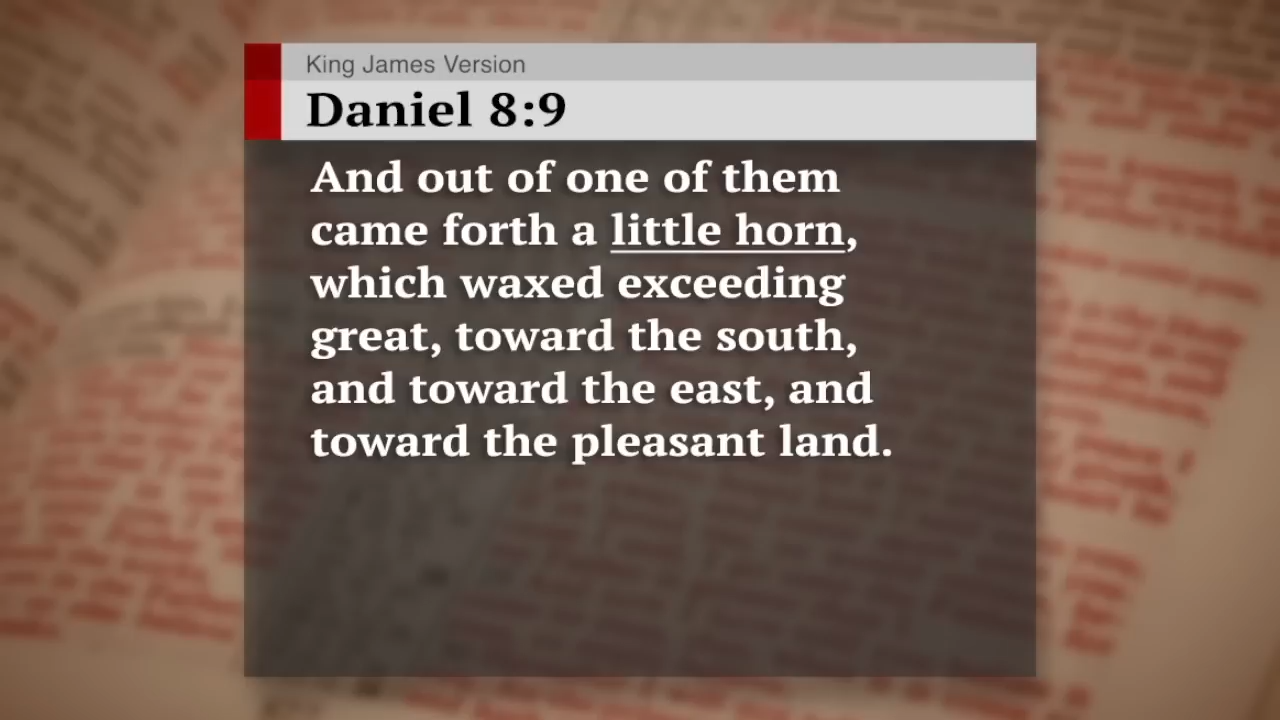 King James Version
Daniel 8:9
And out of one of them
came forth a little horn,
which waxed exceeding
great, toward the south,
and toward the east, and
toward the pleasant land.